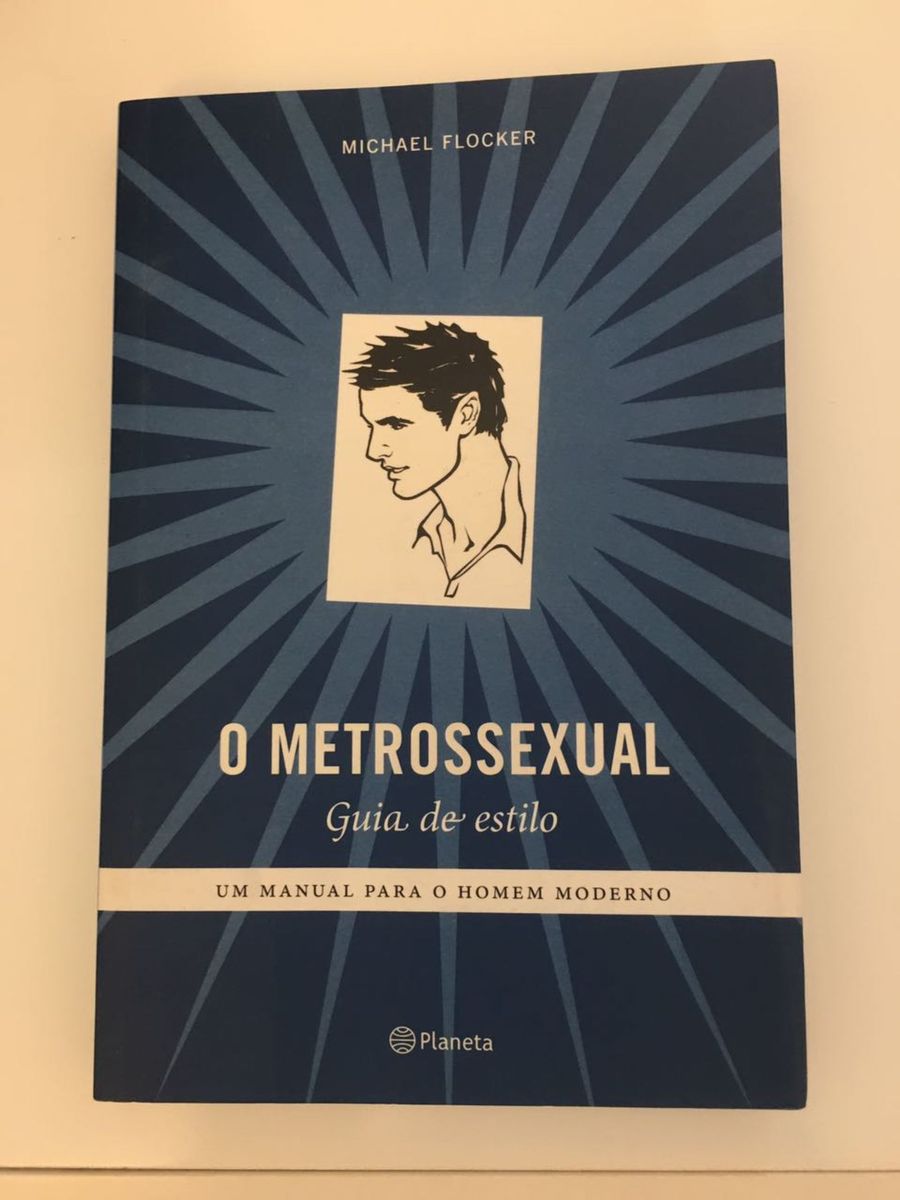 MICHAEL FLOCKER
O METROSSEXUAL
Guia de estilo
UM MANUAL PARA O HOMEM MODERNO
Planeta